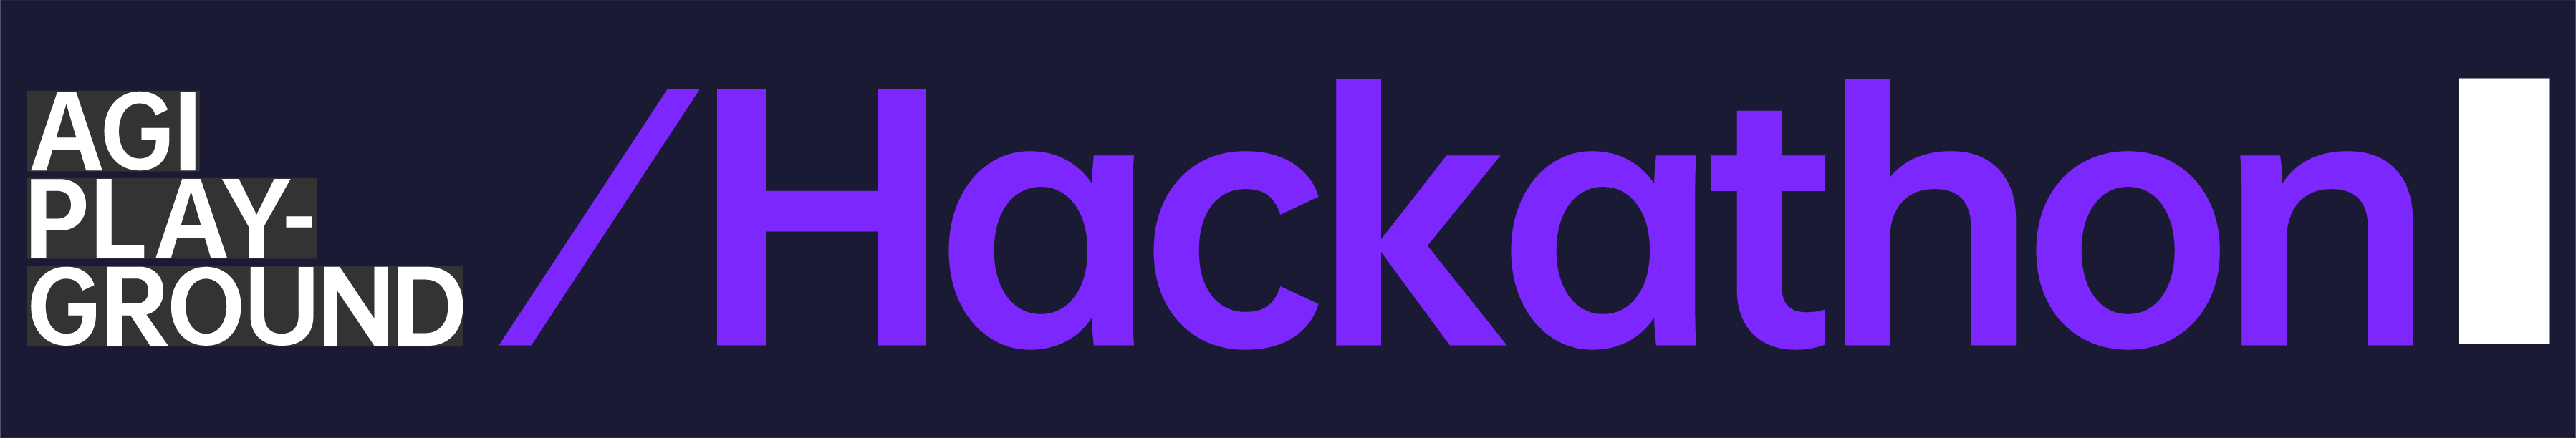 AGI
PLAY-
GROUND
/Hackathon